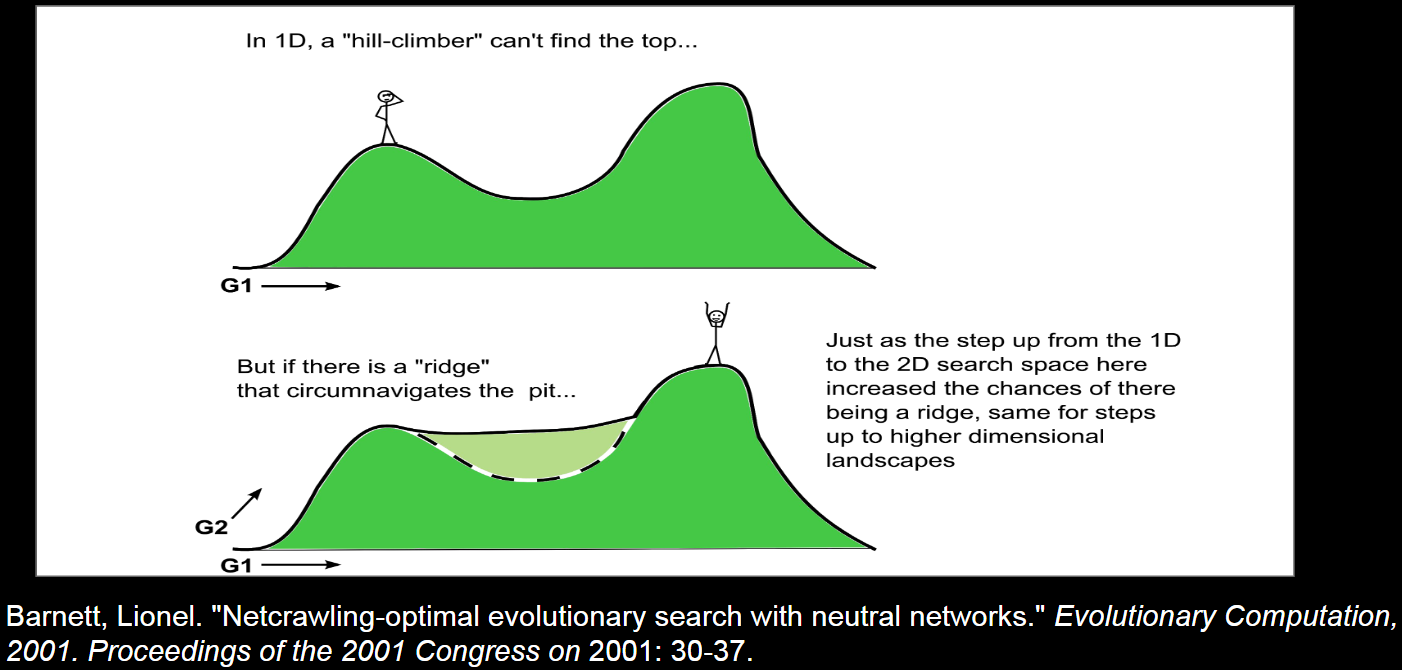 In 1D, a "hill-climber" can't find the top...
G1
But if there is a "ridge"
that circumnavigates the  pit...
Just as the step up from the 1D
to the 2D search space here
increased the chances of there
being a ridge, same for steps
up to higher dimensional
landscapes
G2
G1
Barnett, Lionel. "Netcrawling-optimal evolutionary search with neutral networks." Evolutionary Computation,
2001. Proceedings of the 2001 Congress on 2001: 30-37.